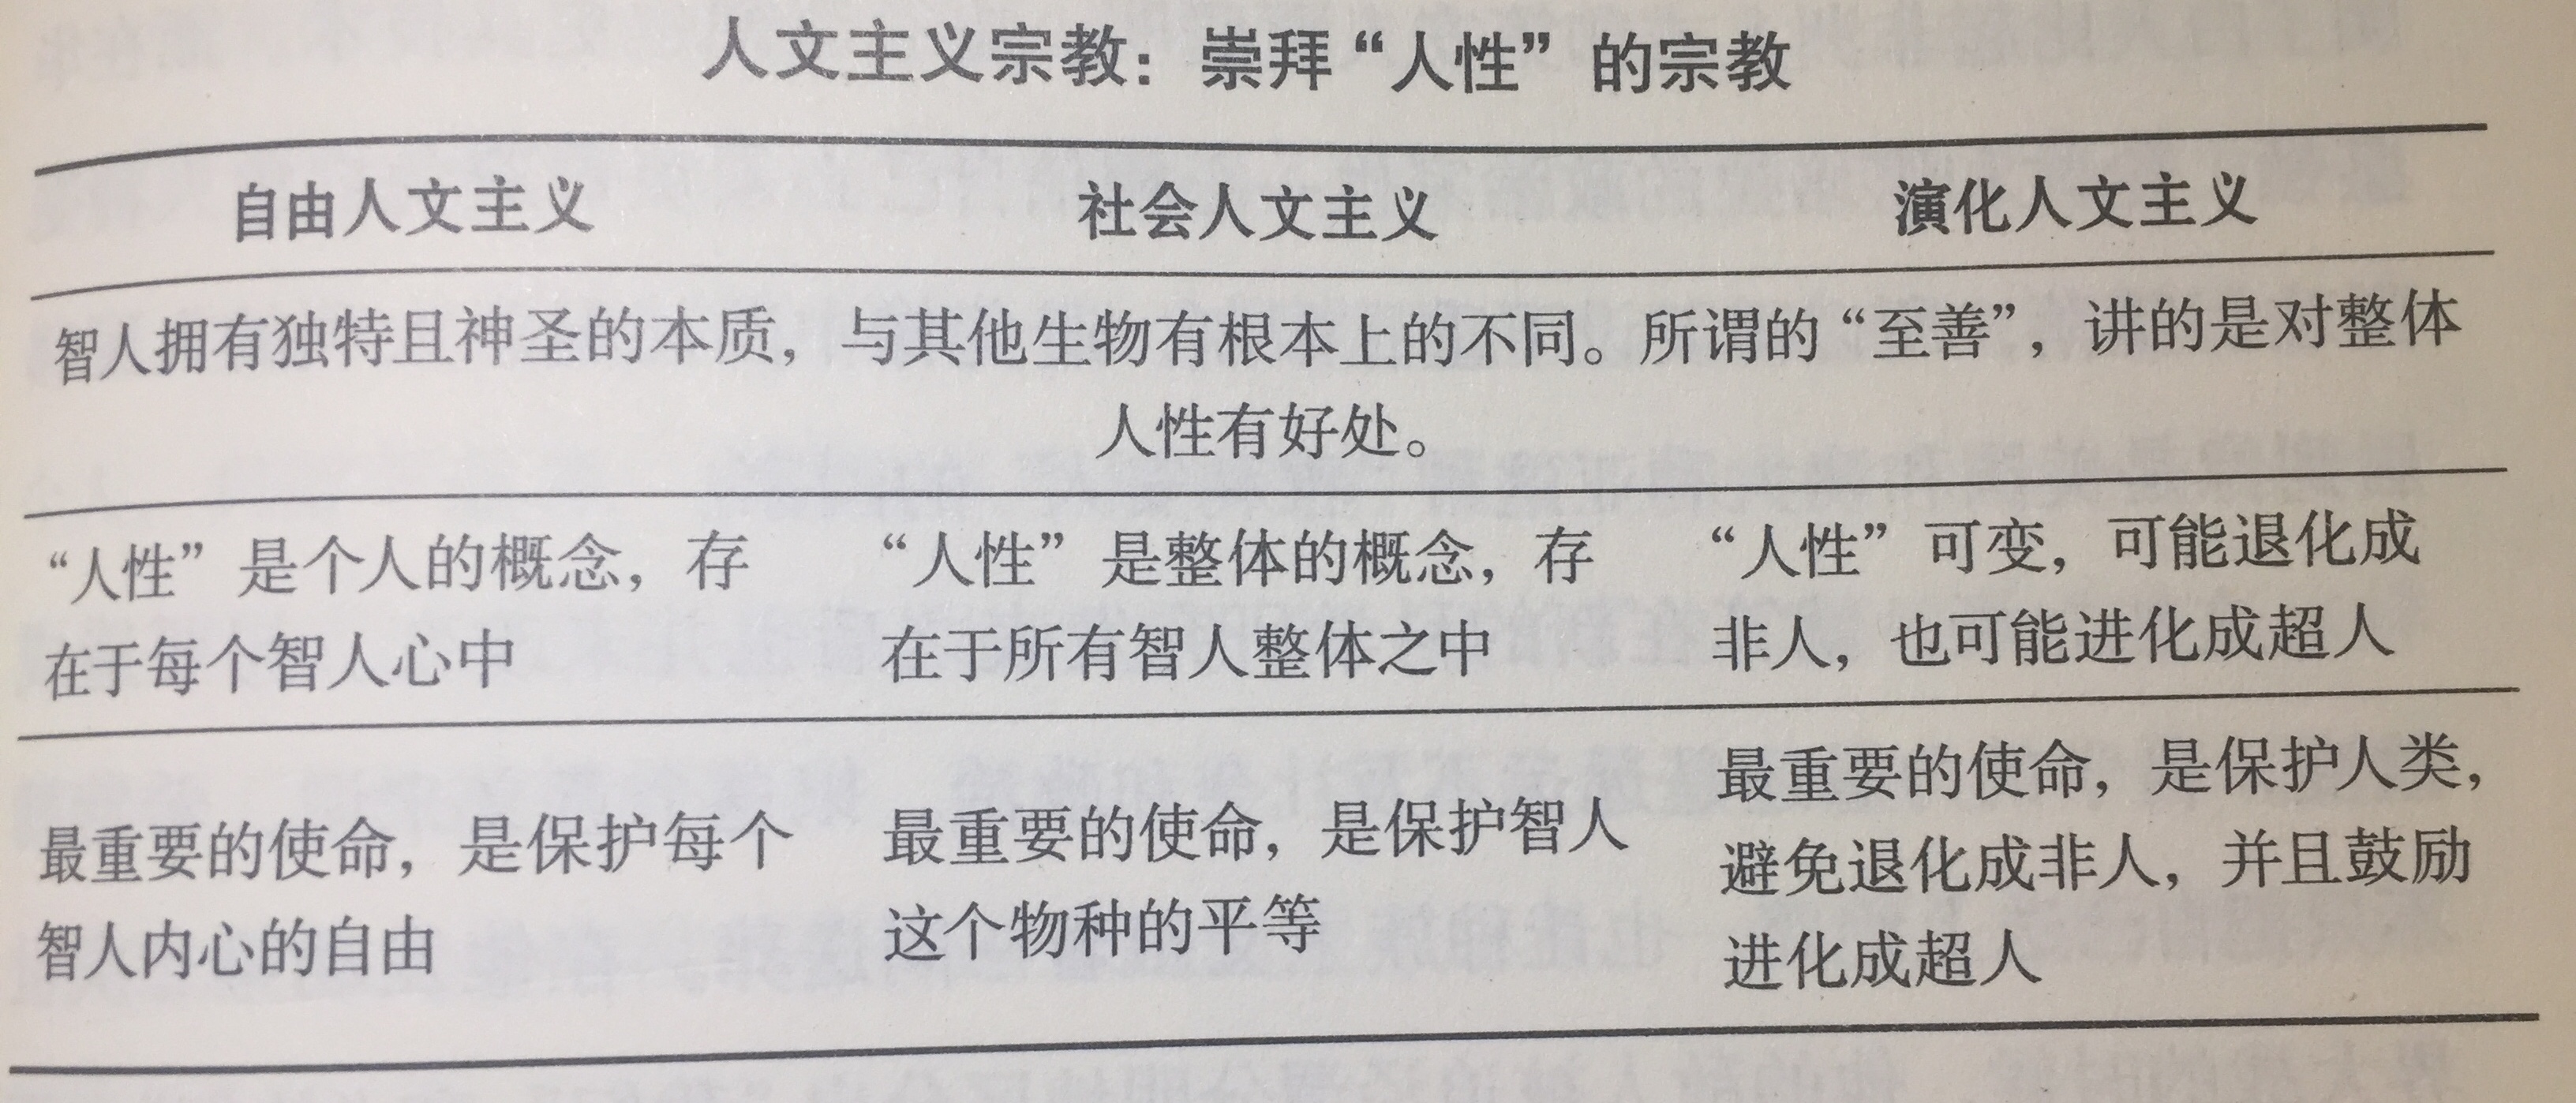 人文主义宗教：崇拜“人性”的宗教
自由人文主义 社会人文主义 演化人文主义
智人拥有独特且神圣的本质，与其他生物有根本上的不同。所谓的“至善”，讲的是对整体
人性有好处。
“人性”是个人的概念，存
在于每个智人心中
“人性”是整体的概念，存
在于所有智人整体之中
“人性”可变，可能退化成
非人，也可能进化成超人
最重要的使命，是保护每个
智人内心的自由
最重要的使命，是保护智人
这个物种的平等
最重要的使命，是保护人类，
避免退化成非人，并且鼓励
进化成超人